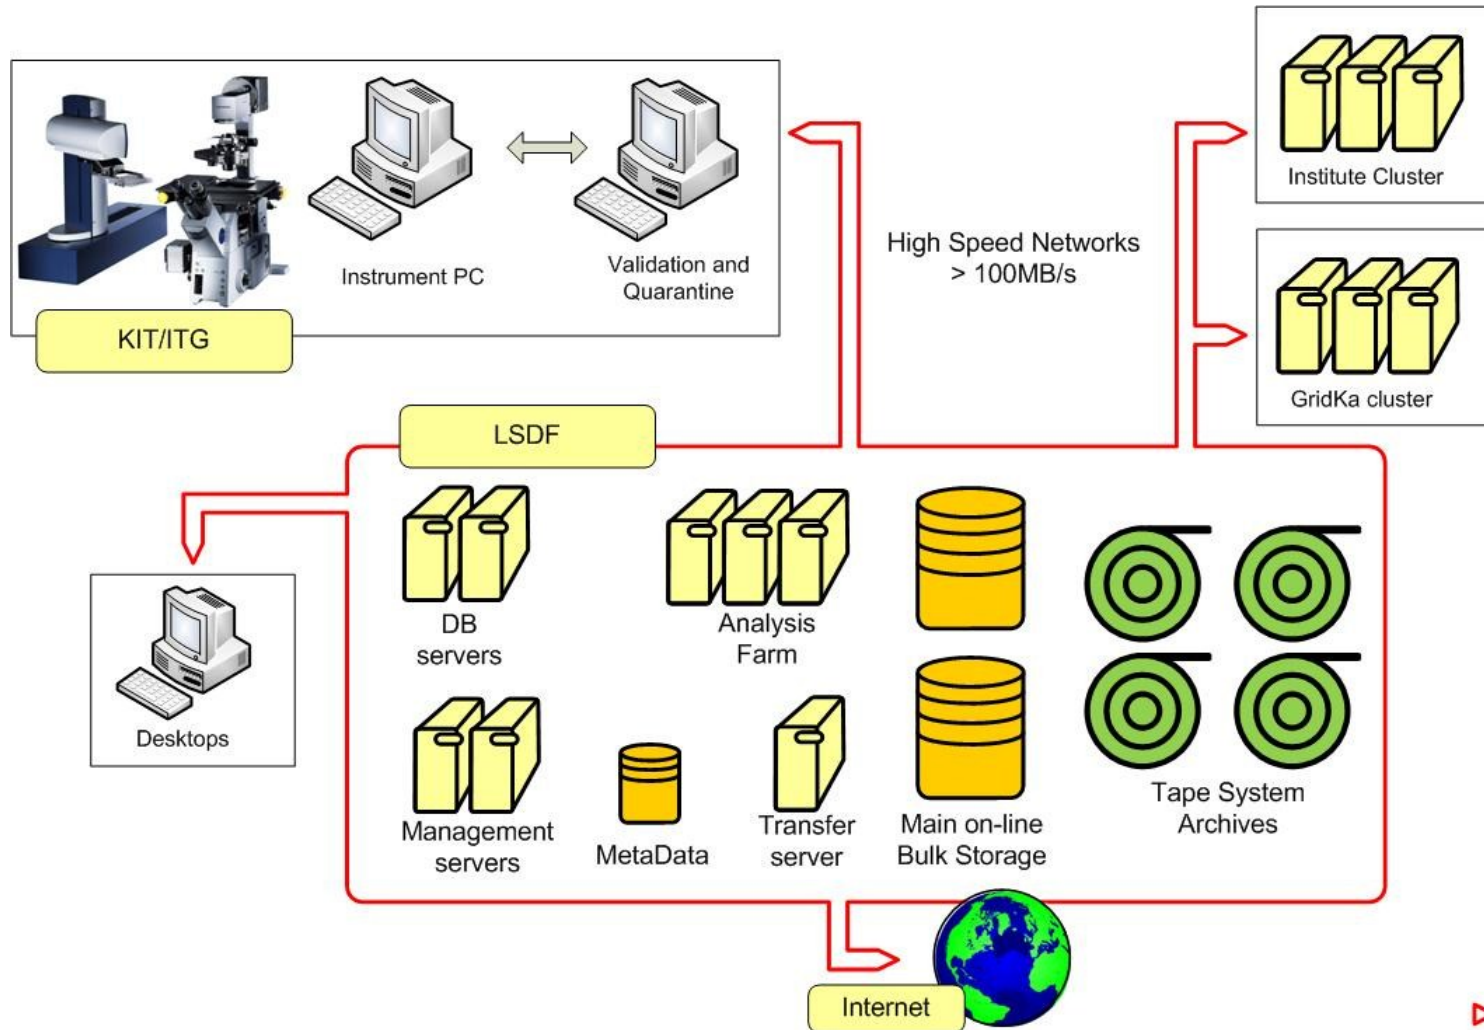 Institute Cluster
Instrument PC
Validation and
Quarantine
KIT/ITG
High Speed Networks
> 100MB/s
GridKa cluster
LSDF
DB
servers
Analysis
Farm
Desktops
Management
servers
MetaData
Transfer
server
Main on-line
Bulk Storage
Tape System
Archives
Internet